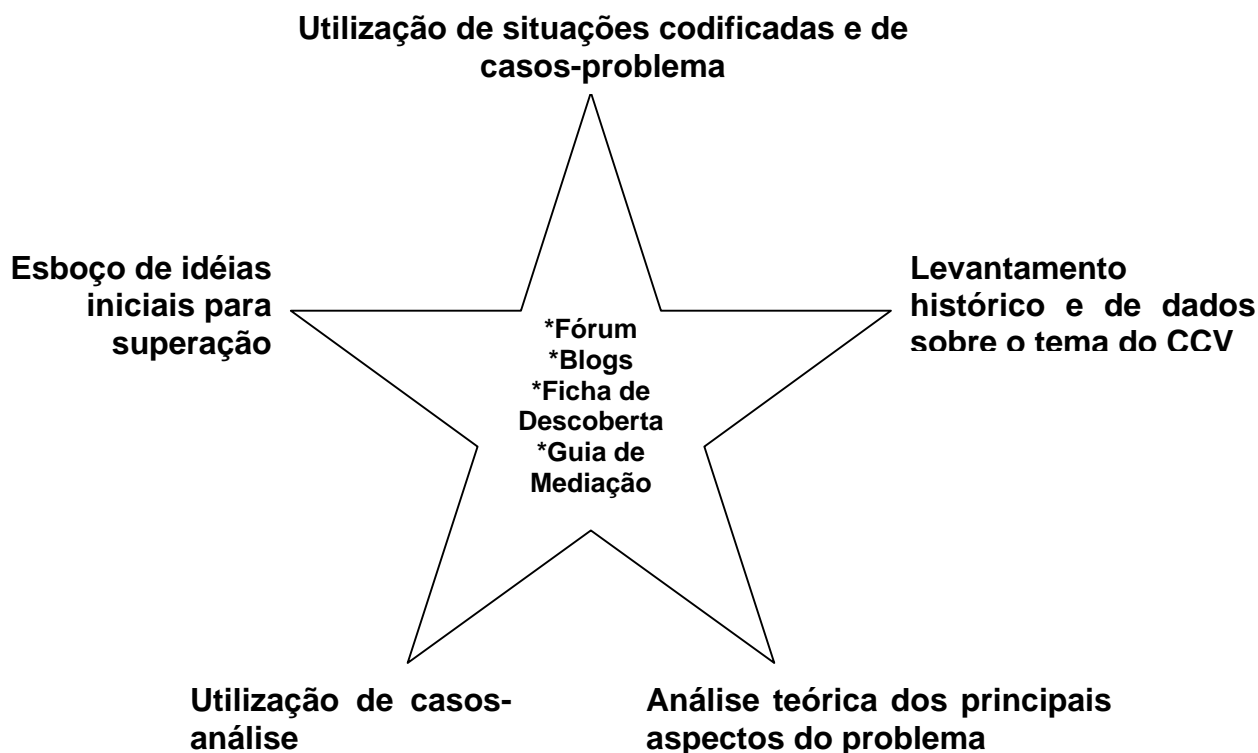 Utilização de situações codificadas e de
casos-problema
Esboço de idéias
iniciais para
superação
Levantamento
histórico e de dados
sobre o tema do CCV
*Fórum
*Blogs
*Ficha de
Descoberta
*Guia de
Mediação
Utilização de casos-
análise
Análise teórica dos principais
aspectos do problema